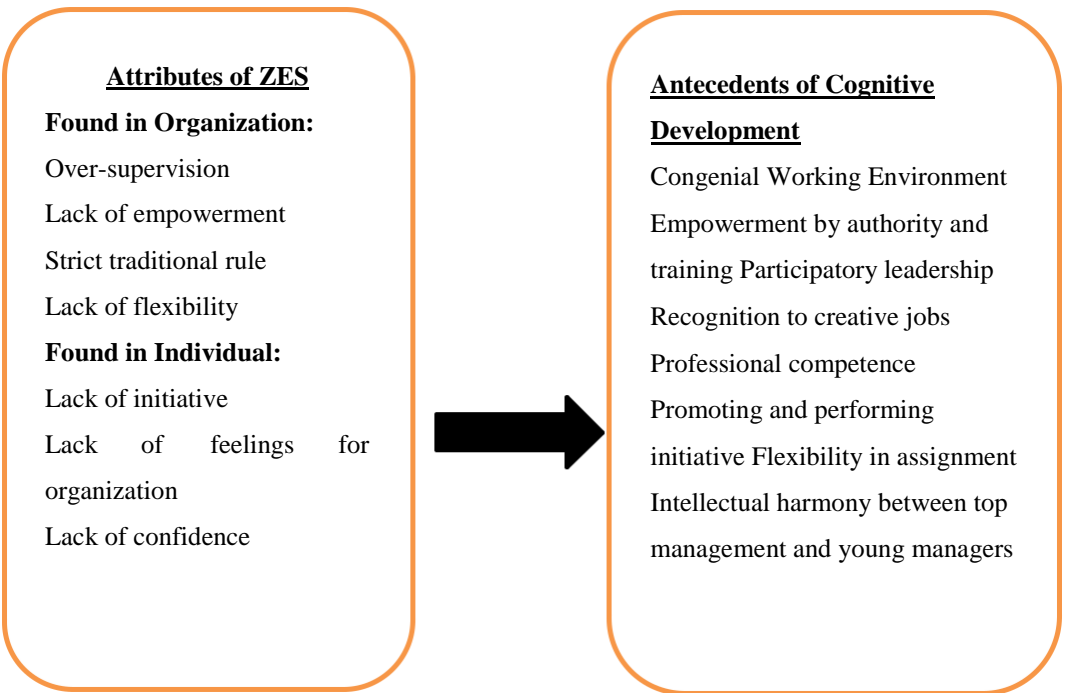 Attributes of ZES
Found in Organization:
Over-supervision
Lack of empowerment
Strict traditional rule
Lack of flexibility
Found in Individual:
Lack of initiative
Lack of feelings for
organization
Lack of confidence
Antecedents of Cognitive
Development
Congenial Working Environment
Empowerment by authority and
training Participatory leadership
Recognition to creative jobs
Professional competence
Promoting and performing
initiative Flexibility in assignment
Intellectual harmony between top
management and young managers